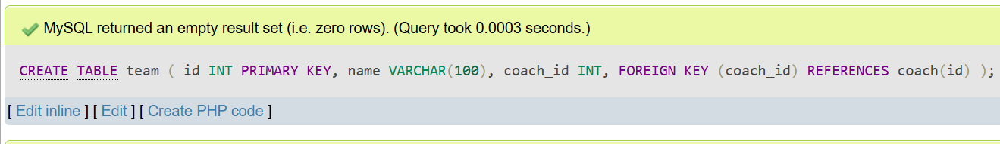 MySQL returned an empty result set (i.e. zero rows). (Query took 0.0003 seconds.)
CREATE TABLE team ( id INT PRIMARY KEY, name VARCHAR(100), coach_id INT, FOREIGN KEY (coach_id) REFERENCES coach(id) );
[ Edit inline ] [ Edit ] [ Create PHP code ]